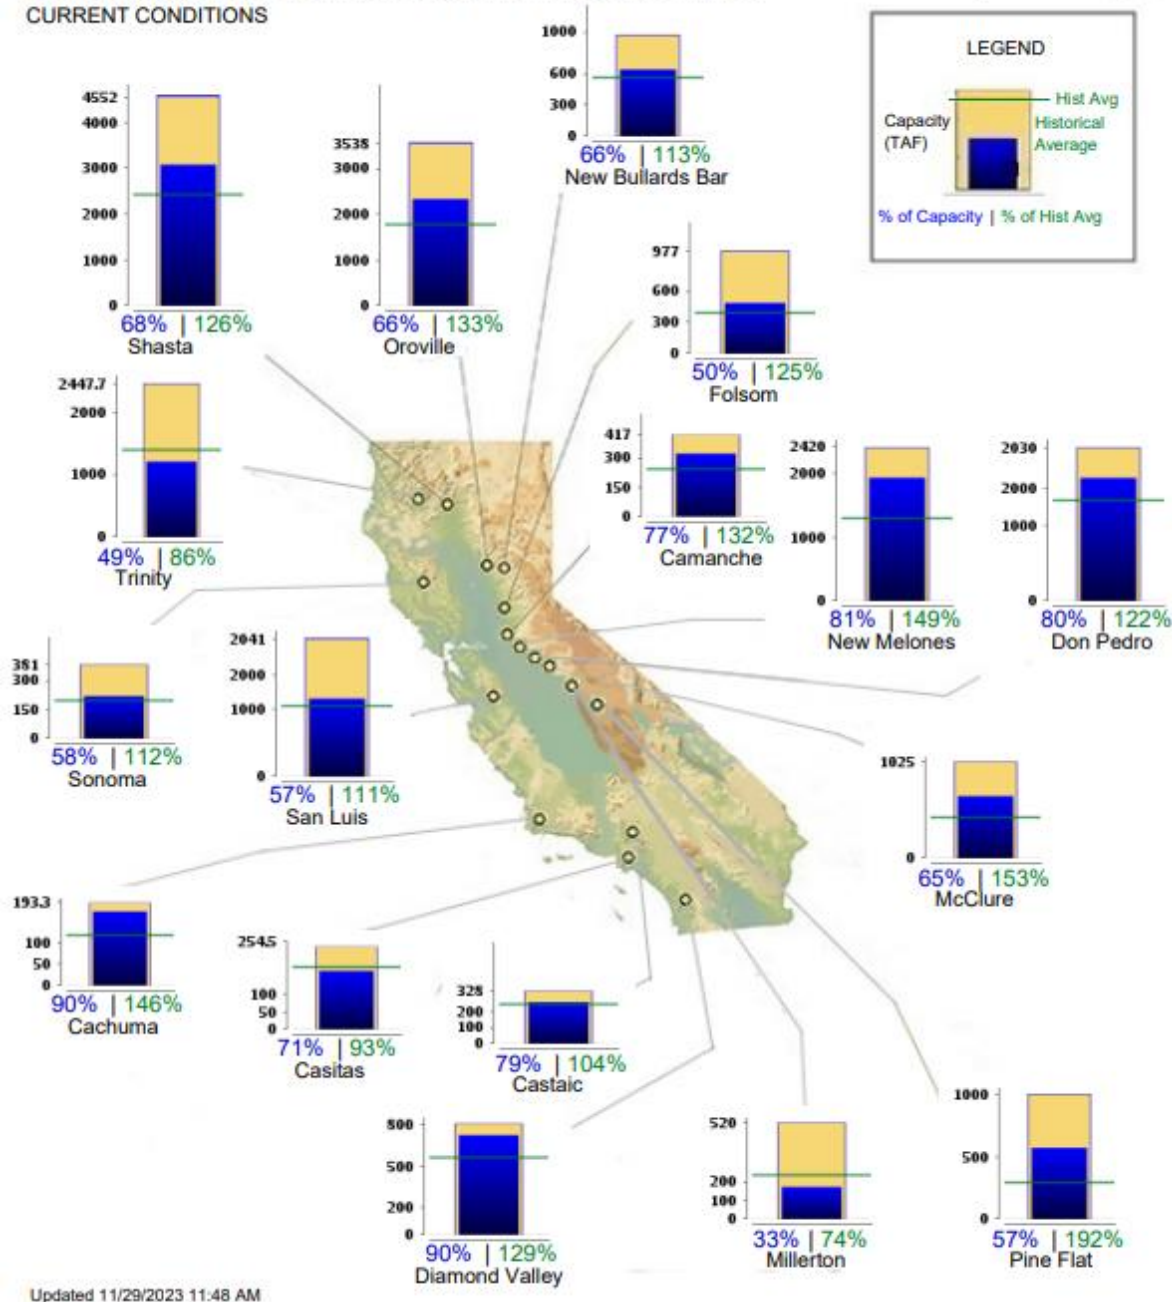 CURRENT CONDITIONS
LEGEND
Capacity
(TAF)
Hist Avg
Historical
Average
% of Capacity | % of Hist Avg
1000
600
300
0
66% | 113%
New Bullards Bar
4552
4000
3000
2000
1000
0
68% | 126%
Shasta
3538
3000
2000
1000
0
66% | 133%
Oroville
977
600
300
0
50% | 125%
Folsom
2447.7
2000
1000
0
49% | 86%
Trinity
417
300
150
0
77% | 132%
Camanche
2420
2000
1000
0
81% | 149%
New Melones
2030
2000
1000
0
80% | 122%
Don Pedro
381
300
150
0
58% | 112%
Sonoma
2041
2000
1000
0
57% | 111%
San Luis
1025
0
65% | 153%
McClure
193.3
100
50
0
90% | 146%
Cachuma
254.5
100
50
0
71% | 93%
Casitas
328
200
100
0
79% | 104%
Castaic
800
500
200
0
90% | 129%
Diamond Valley
520
200
100
0
33% | 74%
Millerton
1000
500
0
57% | 192%
Pine Flat
Updated 11/29/2023 11:48 AM